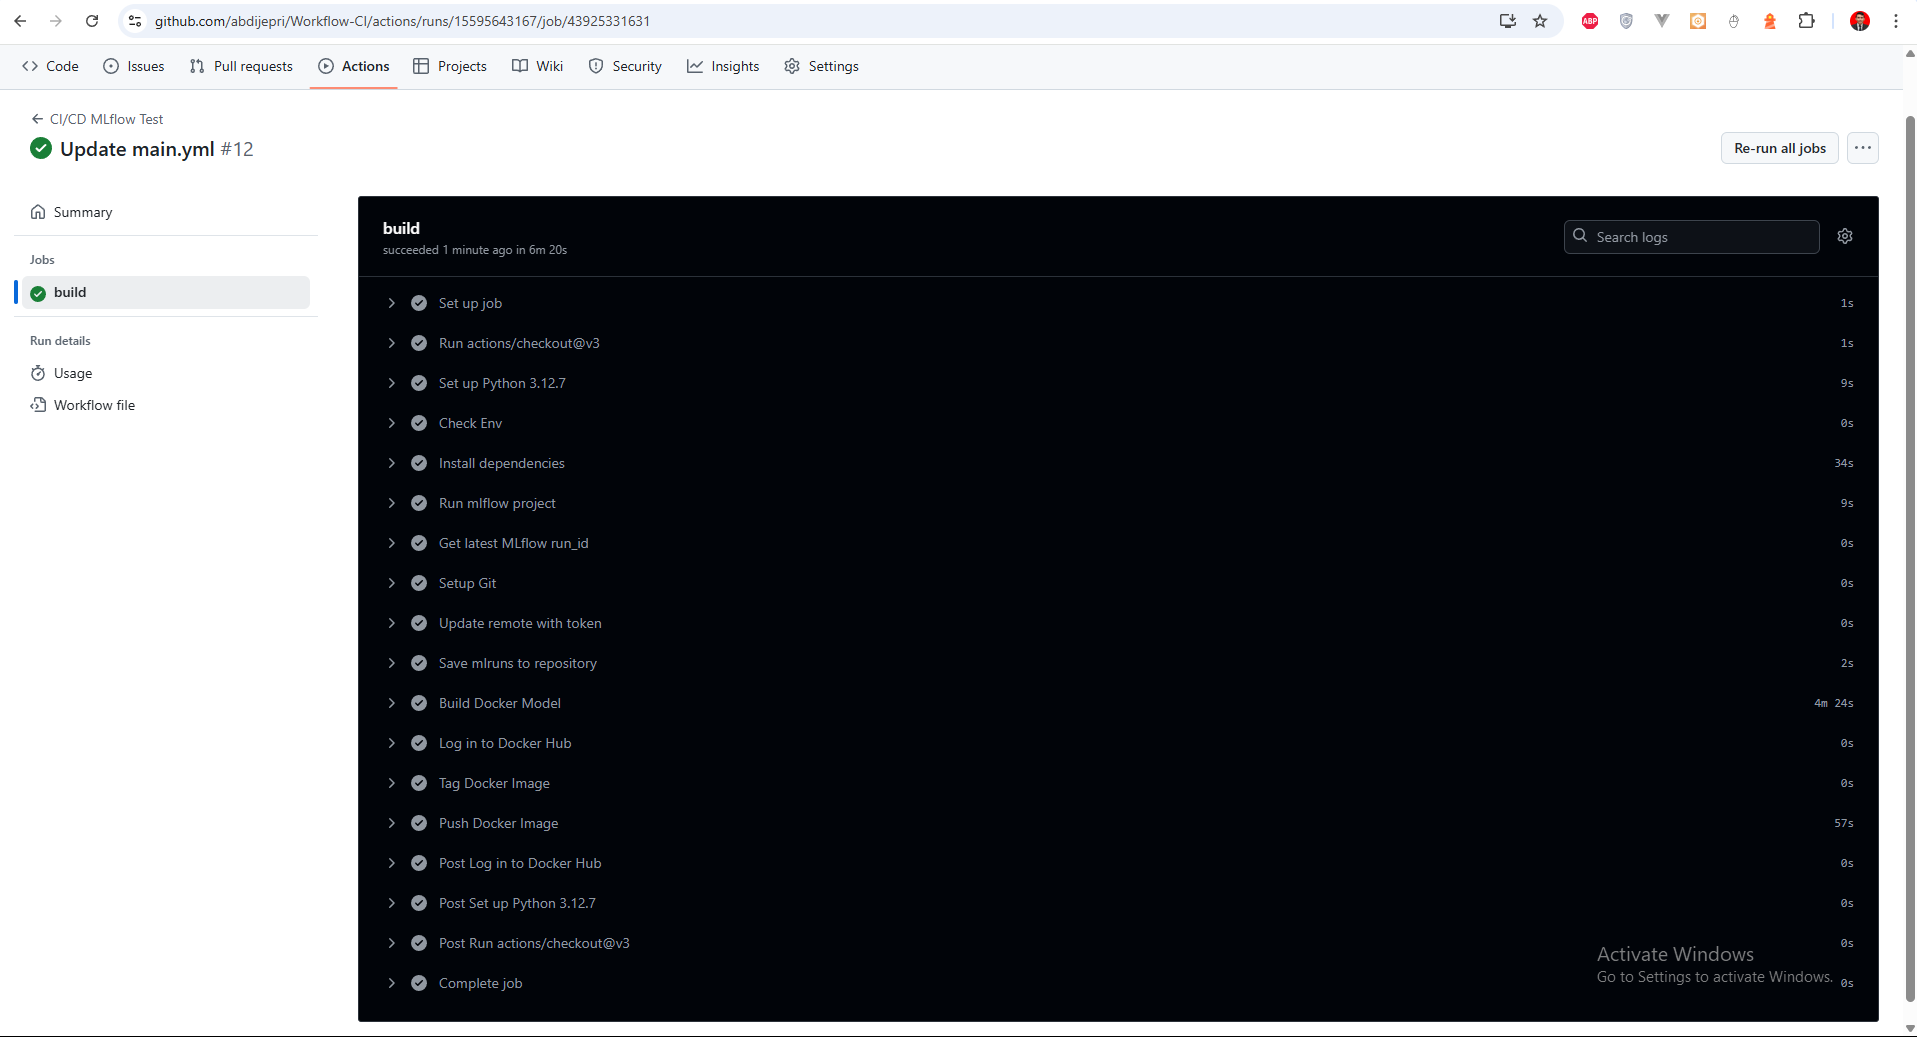 github.com/abdijepri/Workflow-CI/actions/runs/15595643167/job/43925331631
ABP
Code Issues Pull requests Actions Projects Wiki Security Insights Settings
CI/CD MLflow Test
Update main.yml #12
Re-run all jobs
Summary
Jobs
build
Run details
Usage
Workflow file
build
succeeded 1 minute ago in 6m 20s
Search logs
Set up job 1s
Run actions/checkout@v3 1s
Set up Python 3.12.7 9s
Check Env 0s
Install dependencies 34s
Run mlflow project 9s
Get latest MLflow run_id 0s
Setup Git 0s
Update remote with token 0s
Save mlruns to repository 2s
Build Docker Model 4m 24s
Log in to Docker Hub 0s
Tag Docker Image 0s
Push Docker Image 57s
Post Log in to Docker Hub 0s
Post Set up Python 3.12.7 0s
Post Run actions/checkout@v3 0s
Complete job 0s
Activate Windows
Go to Settings to activate Windows.